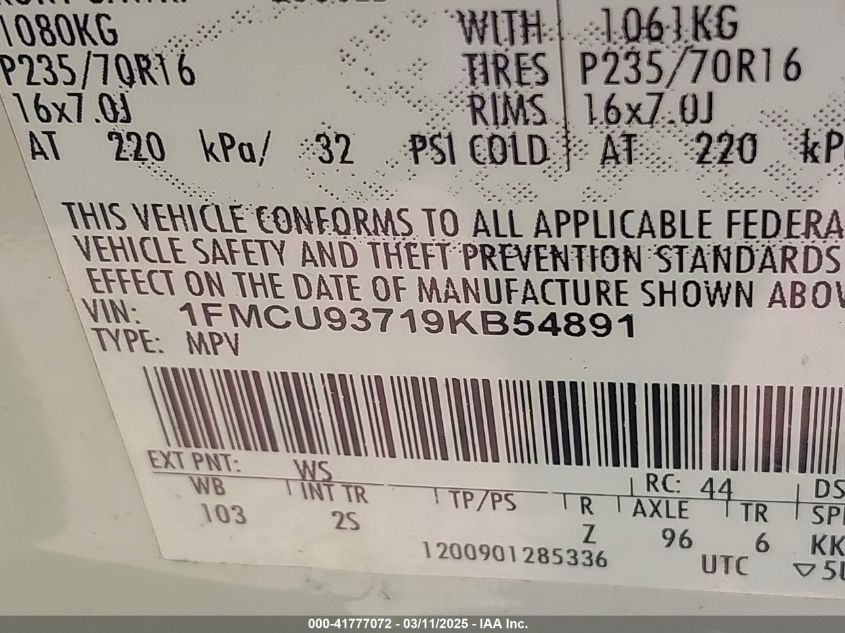 1080KG WITH 1061KG
P235/70R16 TIRES P235/70R16
16x7.0J RIMS 16x7.0J
AT 220 kPa/ 32 PSI COLD AT 220
THIS VEHICLE CONFORMS TO ALL APPLICABLE FEDERA
VEHICLE SAFETY AND THEFT PREVENTION STANDARDS
EFFECT ON THE DATE OF MANUFACTURE SHOWN ABOV
VIN: 1FMCU93719KB54891
TYPE: MPV
EXT PNT: WS RC: 44 DS
WB INT TR TP/PS R AXLE TR SP
103 2S Z 96 6 KK
1200901285336 UTC
000-41777072 / 03/11/2025 - IAA Inc.